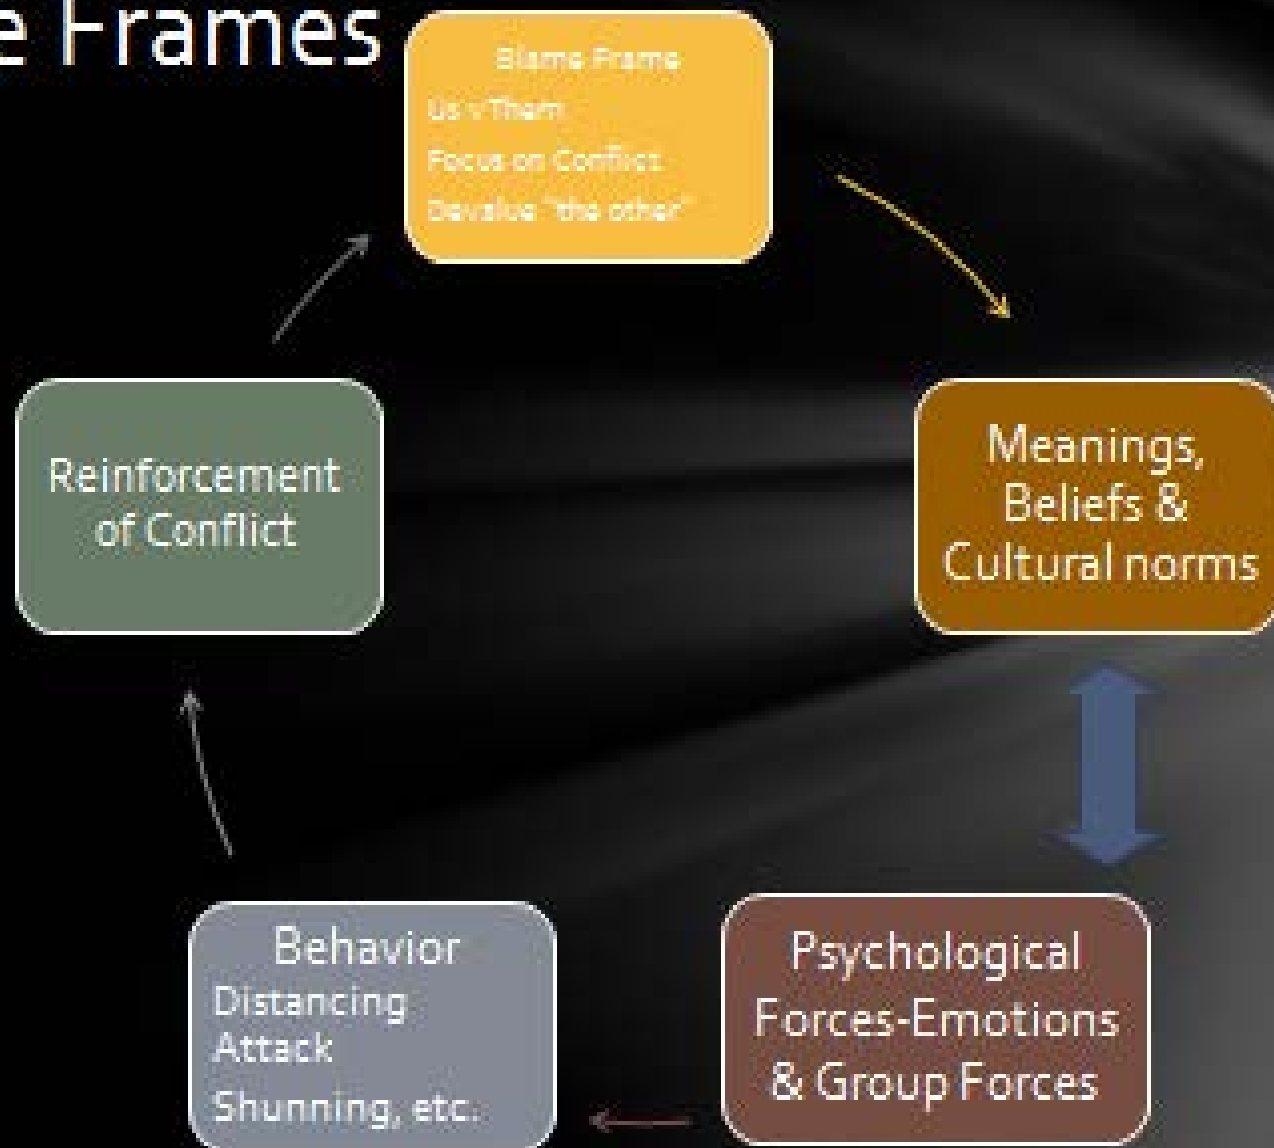 e Frames
Blame Frame
Us v Them
Focus on Conflict
Devalue "the other"
Meanings,
Beliefs &
Cultural norms
Psychological
Forces-Emotions
& Group Forces
Behavior
Distancing
Attack
Shunning, etc.
Reinforcement
of Conflict